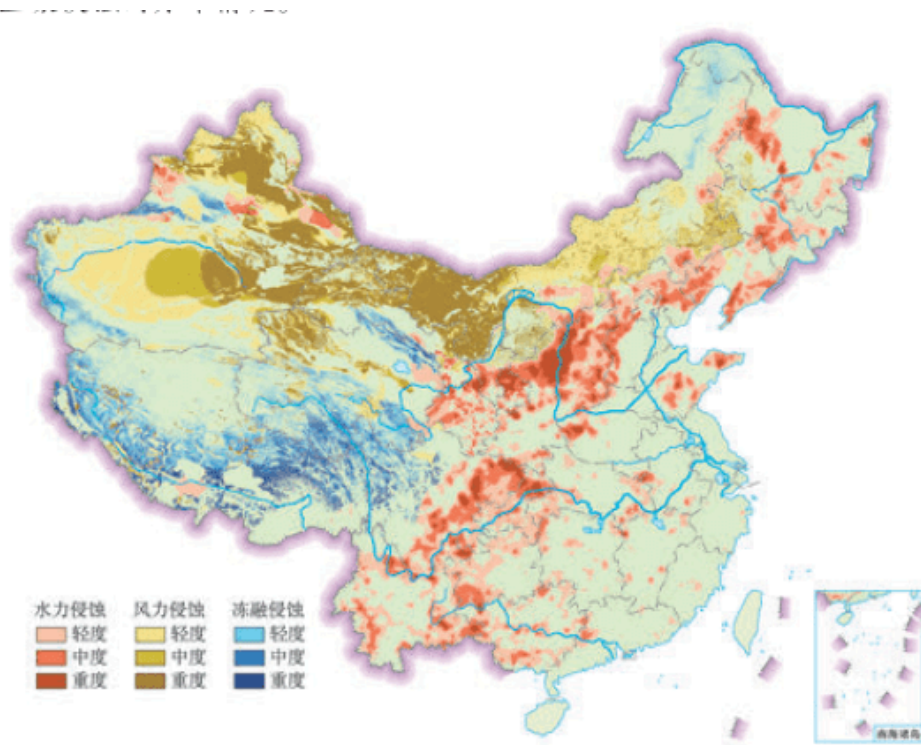 水力侵蚀 风力侵蚀 冻融侵蚀
轻度 轻度 轻度
中度 中度 中度
重度 重度 重度
南海诸岛